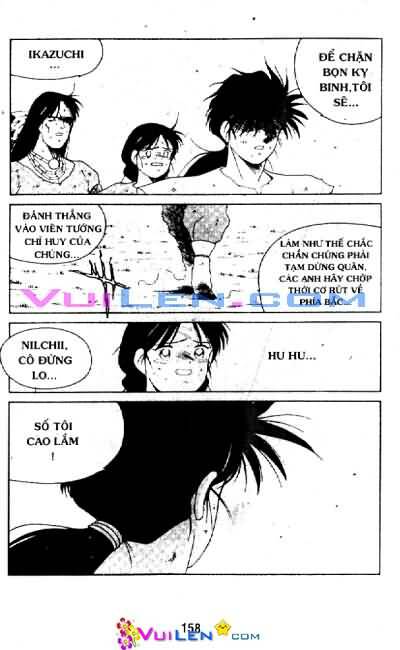 IKAZUCHI
...
ĐỂ CHẶN
BỌN KỴ
BINH,TÔI
SẼ...
ĐÁNH THẲNG
VÀO VIÊN TƯỚNG
CHỈ HUY CỦA
CHÚNG...
LÀM NHƯ THẾ CHẮC
CHẮN CHÚNG PHẢI
TẠM DỪNG QUÂN,
CÁC ANH HÃY CHỚP
THỜI CƠ RÚT VỀ
PHÍA BẮC...
VUILEN.COM
NILCHII,
CÔ ĐỪNG
LO...
HU HU...
SỐ TÔI
CAO LẮM
!
158
VUILEN.COM